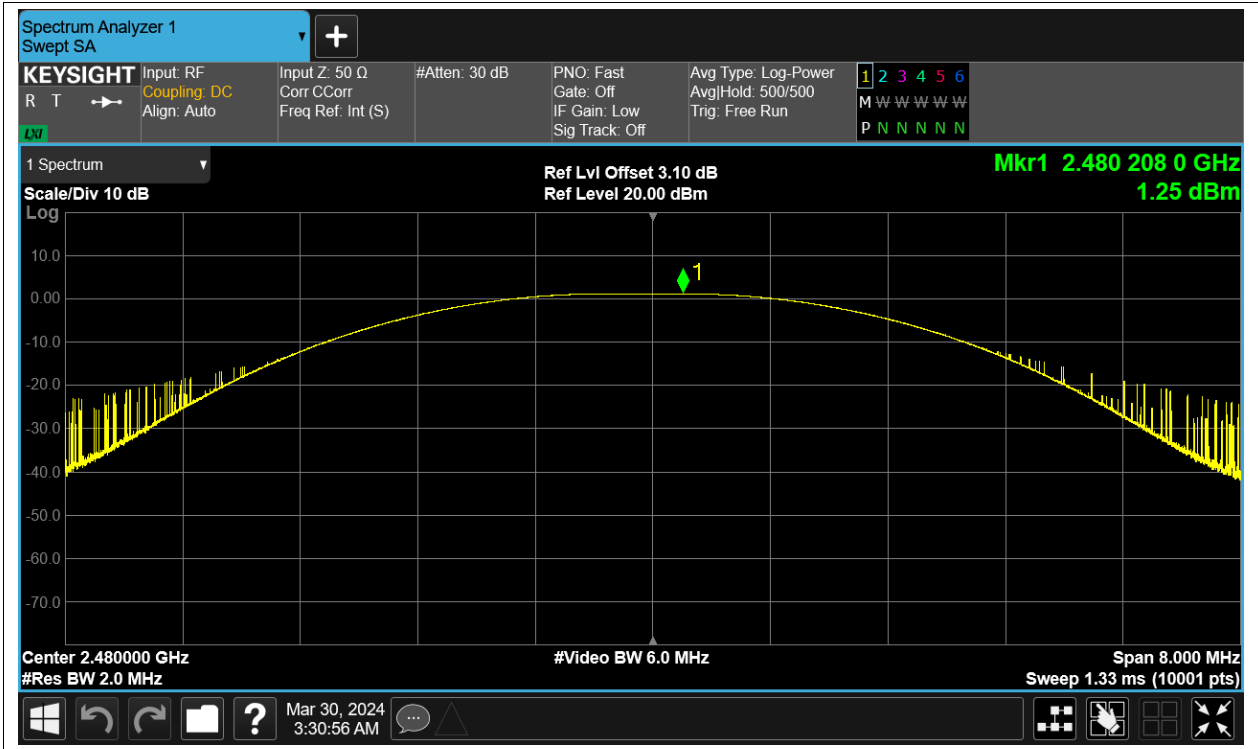 Spectrum Analyzer 1
Swept SA
KEYSIGHT
R T
LXI
Input: RF
Coupling: DC
Align: Auto
Input Z: 50 Ω
Corr CCorr
Freq Ref: Int (S)
#Atten: 30 dB
PNO: Fast
Gate: Off
IF Gain: Low
Sig Track: Off
Avg Type: Log-Power
Avg|Hold: 500/500
Trig: Free Run
1 2 3 4 5 6
M W W W W W
P N N N N N
1 Spectrum
Scale/Div 10 dB
Log
Ref Lvl Offset 3.10 dB
Ref Level 20.00 dBm
Mkr1 2.480 208 0 GHz
1.25 dBm
1
10.0
0.00
-10.0
-20.0
-30.0
-40.0
-50.0
-60.0
-70.0
Center 2.480000 GHz
#Res BW 2.0 MHz
#Video BW 6.0 MHz
Span 8.000 MHz
Sweep 1.33 ms (10001 pts)
?
Mar 30, 2024
3:30:56 AM